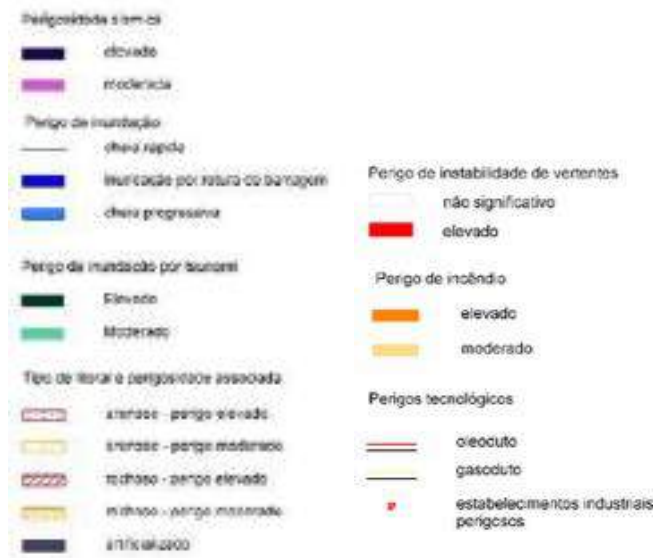 Perigosidade sísmica
elevado
moderada
Perigo de inundação
cheia rápida
inundação por rotura de barragem
cheia progressiva
Perigo de inundação por tsunami
Elevado
Moderado
Tipo de litoral e perigosidade associada
arenoso - perigo elevado
arenoso - perigo moderado
rochoso - perigo elevado
rochoso - perigo moderado
artificializado
Perigo de instabilidade de vertentes
não significativo
elevado
Perigo de incêndio
elevado
moderado
Perigos tecnológicos
oleoduto
gasoduto
estabelecimentos industriais
perigosos